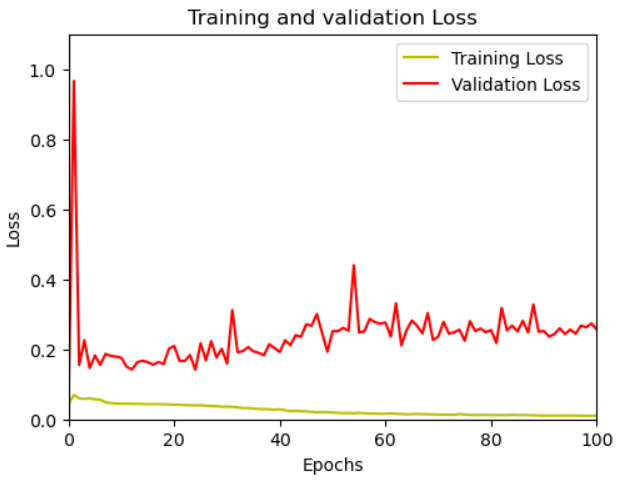 Training and validation Loss
Training Loss
Validation Loss
1.0
0.8
0.6
0.4
0.2
0.0
Loss
0 20 40 60 80 100
Epochs